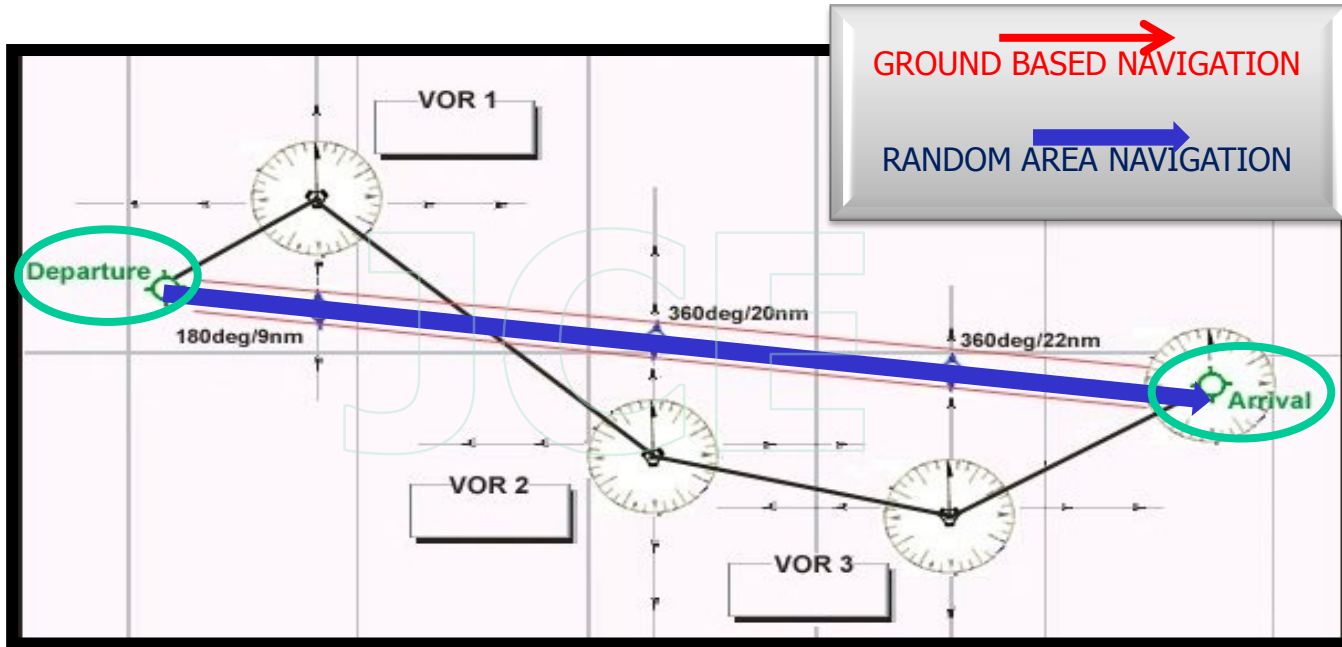 GROUND BASED NAVIGATION
RANDOM AREA NAVIGATION
VOR 1
Departure
180deg/9nm
360deg/20nm
360deg/22nm
Arrival
VOR 2
VOR 3
JCE